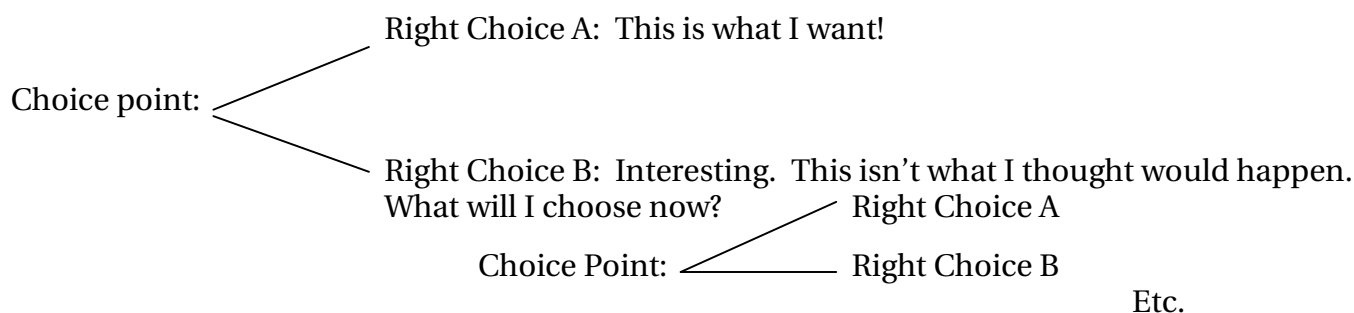 Right Choice A: This is what I want!
Choice point:
Right Choice B: Interesting. This isn’t what I thought would happen.
What will I choose now? Right Choice A
Choice Point: Right Choice B
Etc.